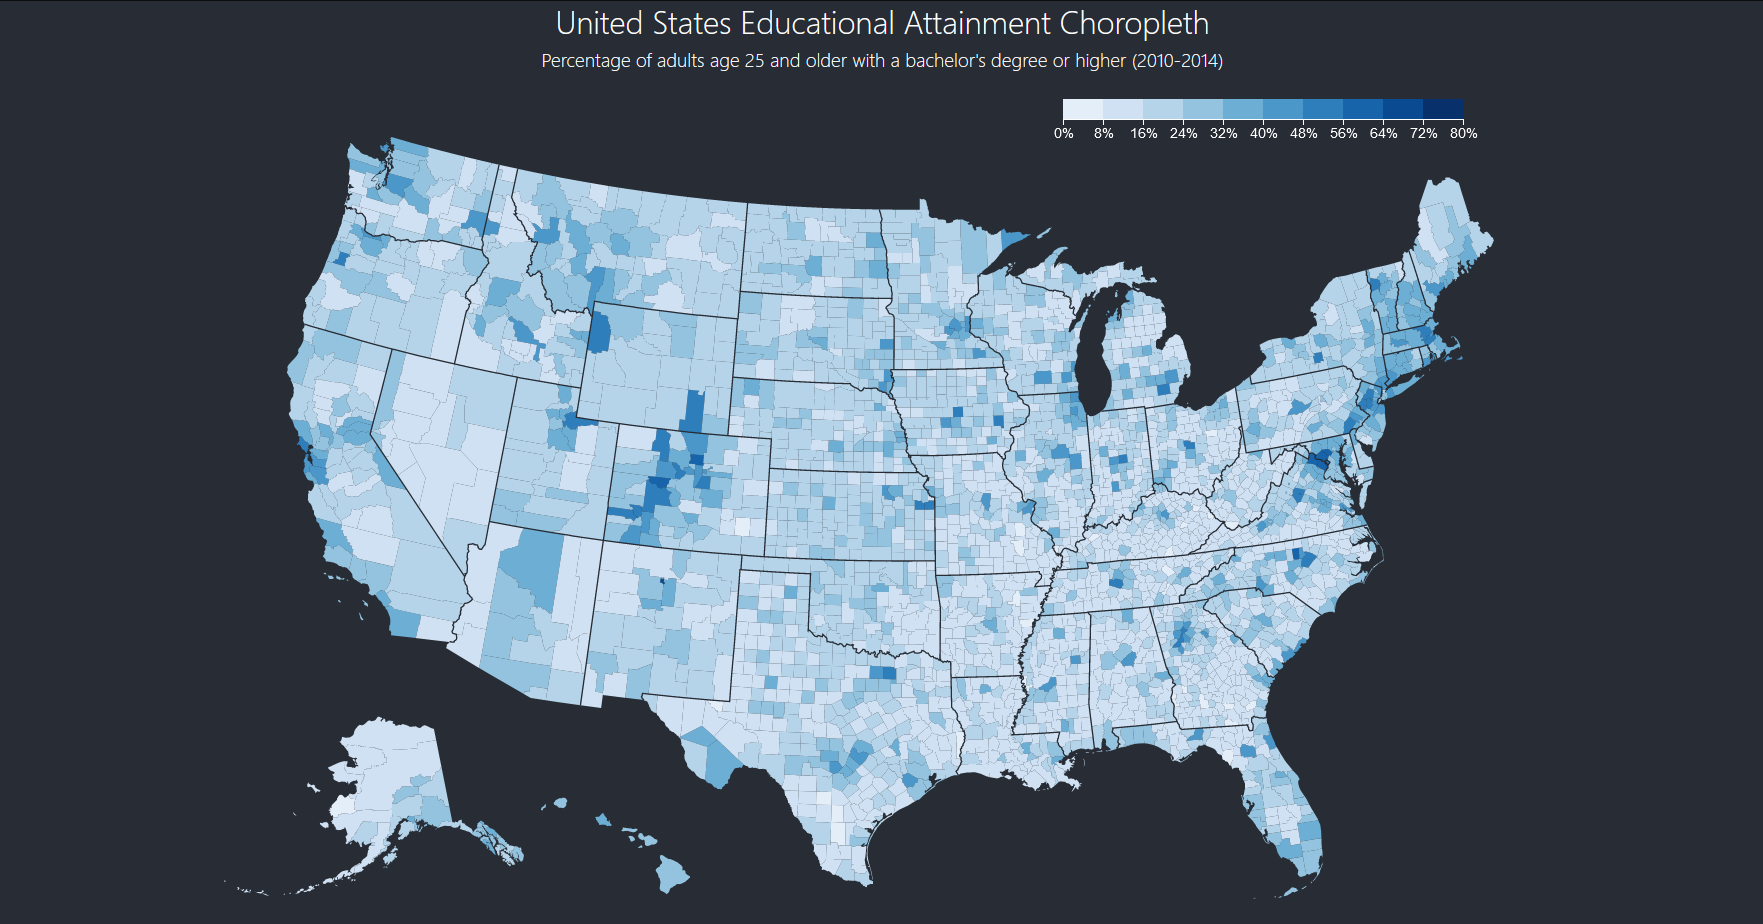 United States Educational Attainment Choropleth
Percentage of adults age 25 and older with a bachelor's degree or higher (2010-2014)
0% 8% 16% 24% 32% 40% 48% 56% 64% 72% 80%